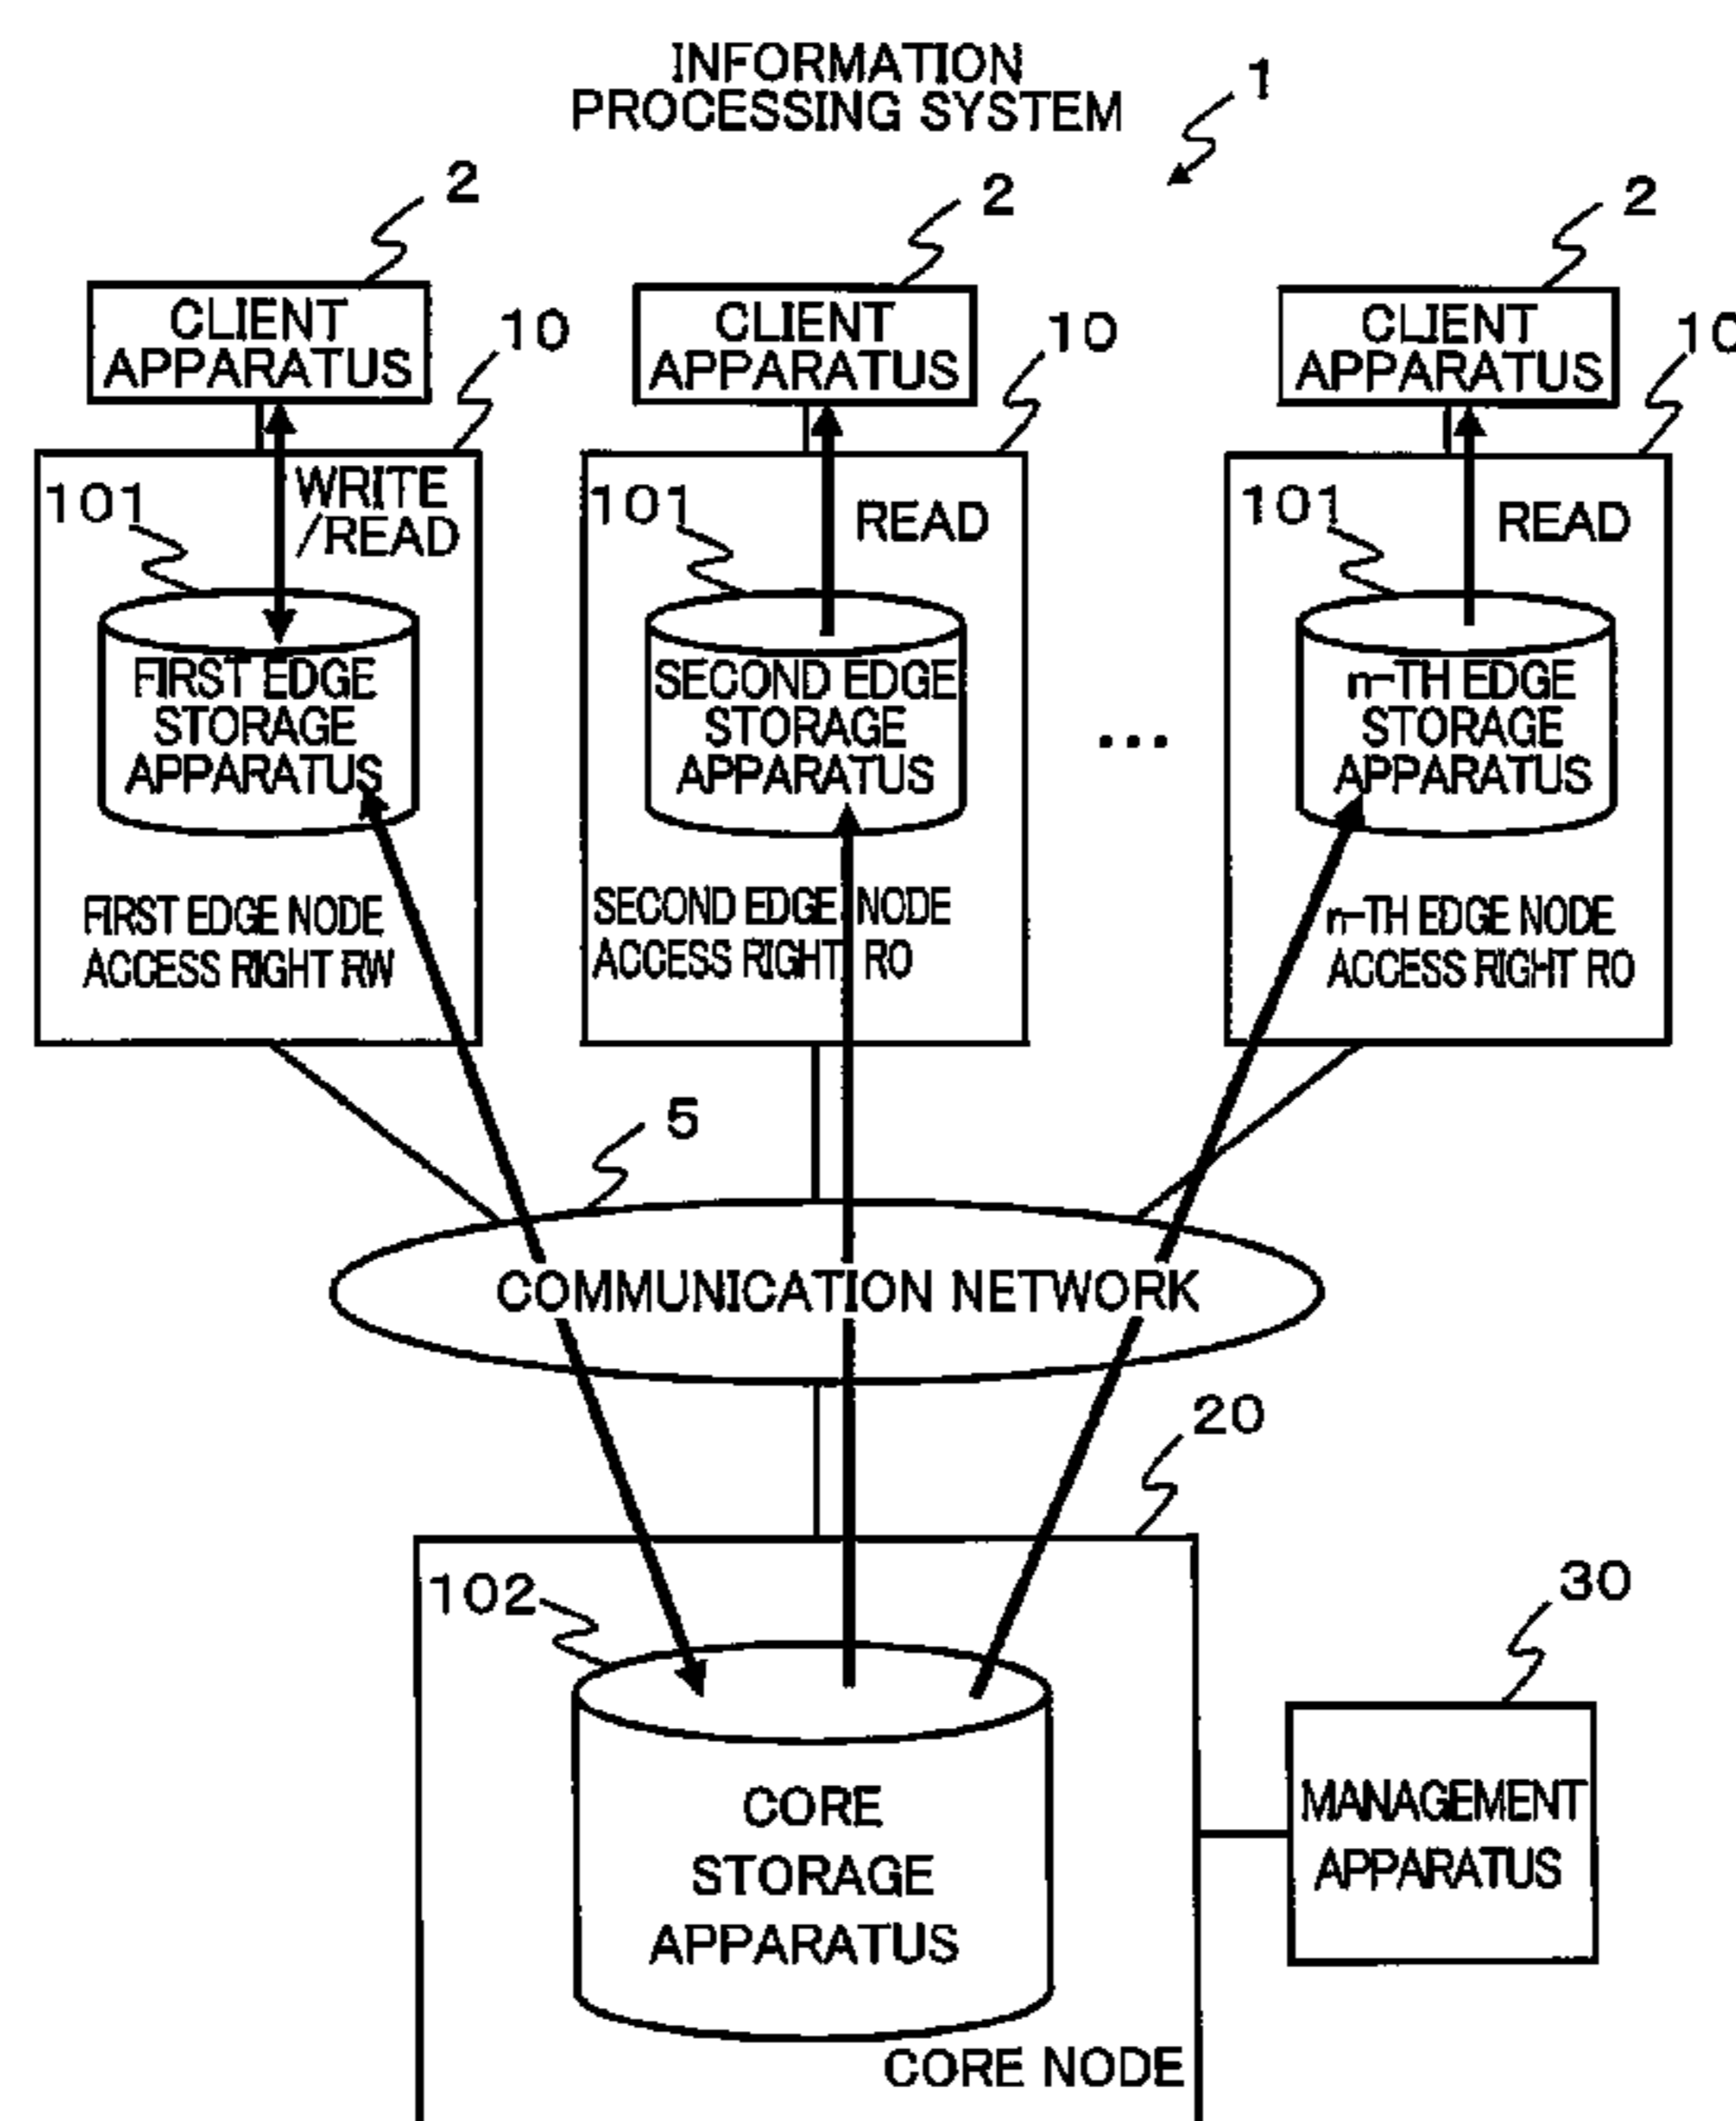 INFORMATION
PROCESSING SYSTEM
1
2
2
2
CLIENT
APPARATUS
10
CLIENT
APPARATUS
10
CLIENT
APPARATUS
10
101
WRITE
/READ
101
READ
101
READ
FIRST EDGE
STORAGE
APPARATUS
SECOND EDGE
STORAGE
APPARATUS
...
n-TH EDGE
STORAGE
APPARATUS
FIRST EDGE NODE
ACCESS RIGHT RW
SECOND EDGE NODE
ACCESS RIGHT RO
n-TH EDGE NODE
ACCESS RIGHT RO
5
COMMUNICATION NETWORK
20
102
30
CORE
STORAGE
APPARATUS
MANAGEMENT
APPARATUS
CORE NODE